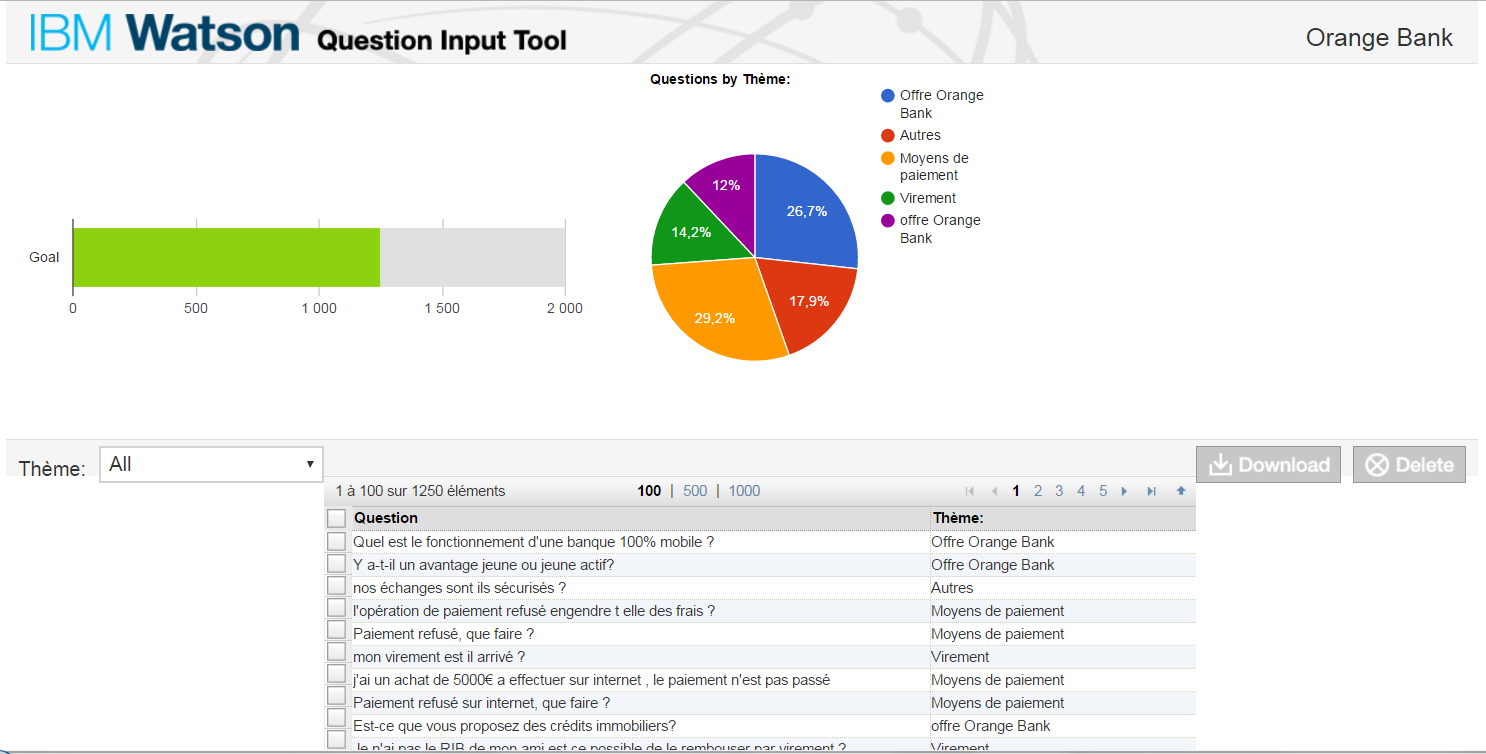 IBM Watson Question Input Tool
Orange Bank
Questions by Thème:
Offre Orange
Bank
Autres
Moyens de
paiement
Virement
offre Orange
Bank
26,7%
17,9%
29,2%
14,2%
12%
Goal
0 500 1 000 1 500 2 000
Thème: All
Download Delete
1 à 100 sur 1250 éléments 100 | 500 | 1000 1 2 3 4 5
Question Thème:
Quel est le fonctionnement d'une banque 100% mobile ? Offre Orange Bank
Y a-t-il un avantage jeune ou jeune actif? Offre Orange Bank
nos échanges sont ils sécurisés ? Autres
l'opération de paiement refusé engendre t elle des frais ? Moyens de paiement
Paiement refusé, que faire ? Moyens de paiement
mon virement est il arrivé ? Virement
j'ai un achat de 5000€ a effectuer sur internet , le paiement n'est pas passé Moyens de paiement
Paiement refusé sur internet, que faire ? Moyens de paiement
Est-ce que vous proposez des crédits immobiliers? offre Orange Bank
Je n'ai pas le RIB de mon ami est ce possible de le rembouser par virement ? Virement